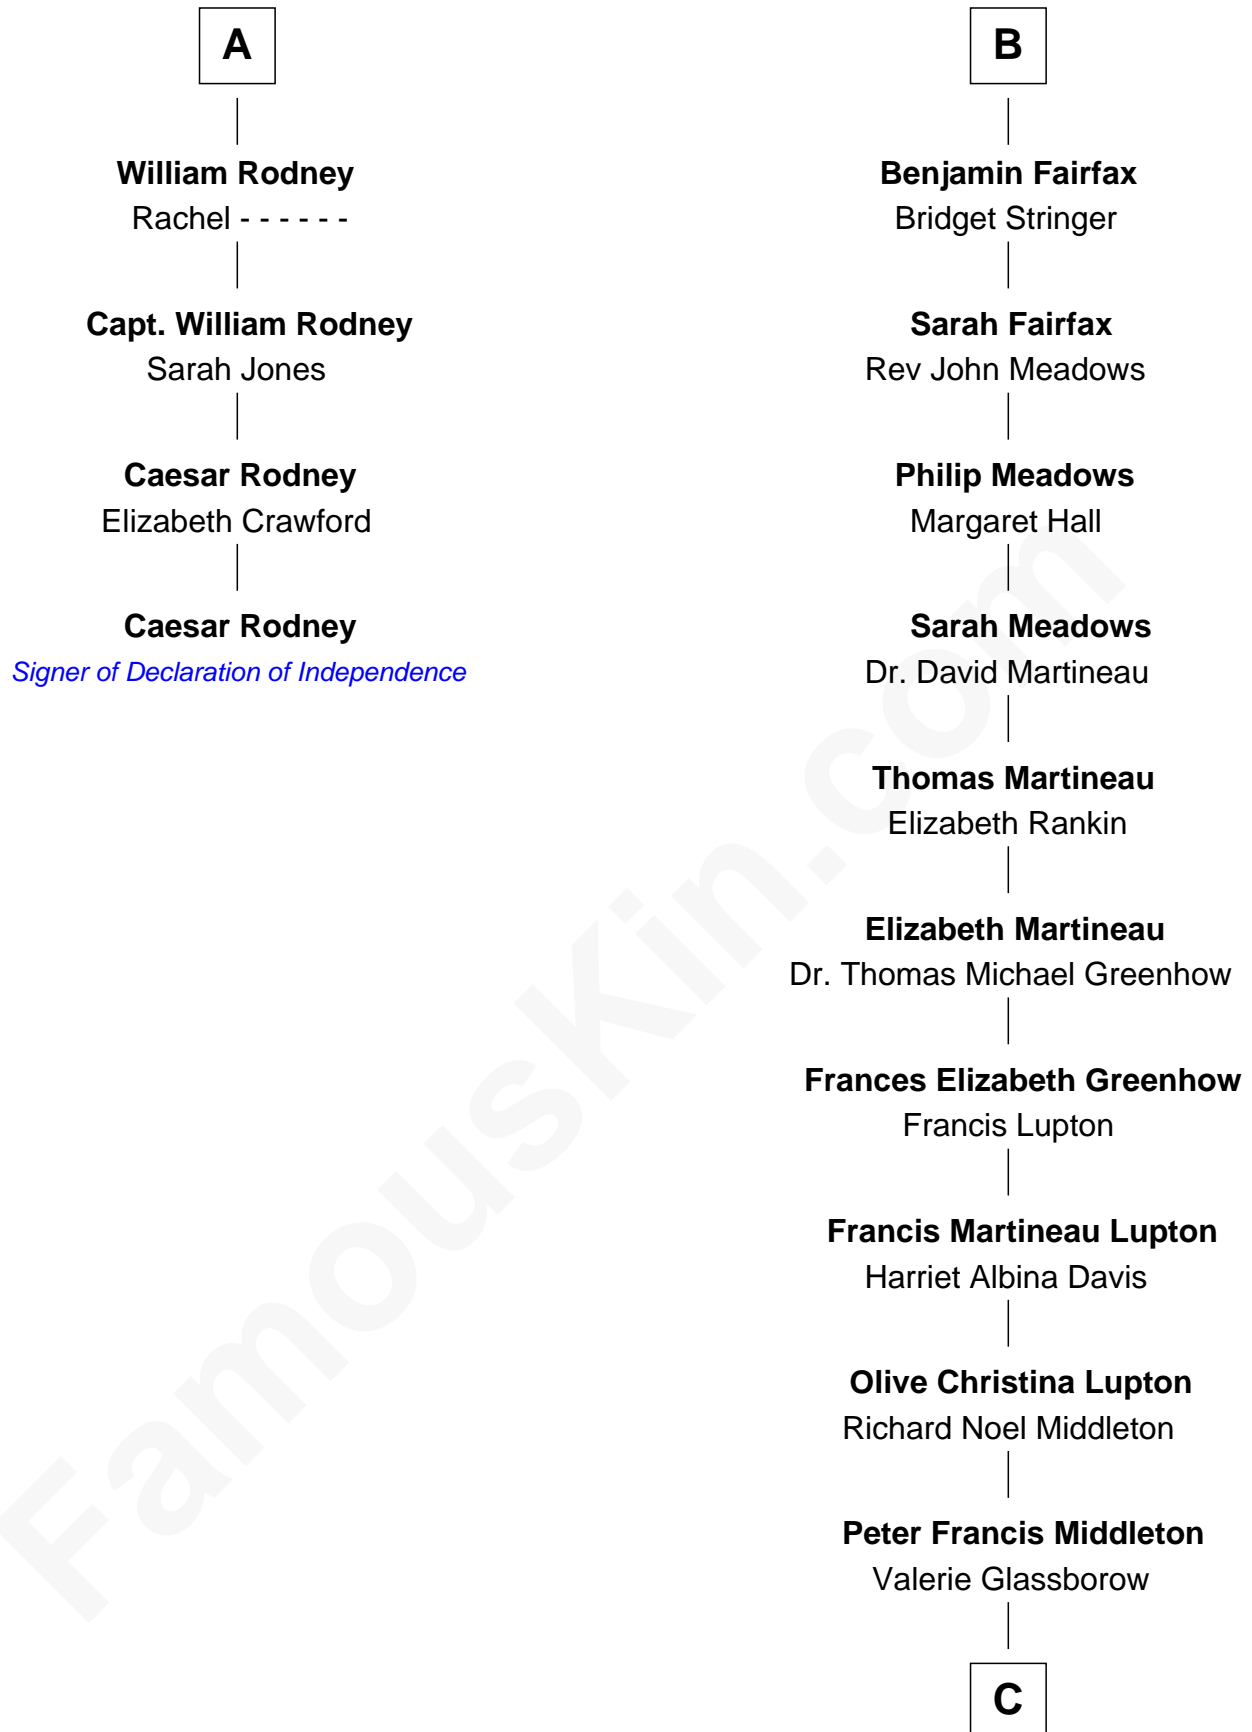 A
William Rodney
Rachel - - - - - -
Capt. William Rodney
Sarah Jones
Caesar Rodney
Elizabeth Crawford
Caesar Rodney
Signer of Declaration of Independence
B
Benjamin Fairfax
Bridget Stringer
Sarah Fairfax
Rev John Meadows
Philip Meadows
Margaret Hall
Sarah Meadows
Dr. David Martineau
Thomas Martineau
Elizabeth Rankin
Elizabeth Martineau
Dr. Thomas Michael Greenhow
Frances Elizabeth Greenhow
Francis Lupton
Francis Martineau Lupton
Harriet Albina Davis
Olive Christina Lupton
Richard Noel Middleton
Peter Francis Middleton
Valerie Glassborow
C
FamousKin.com